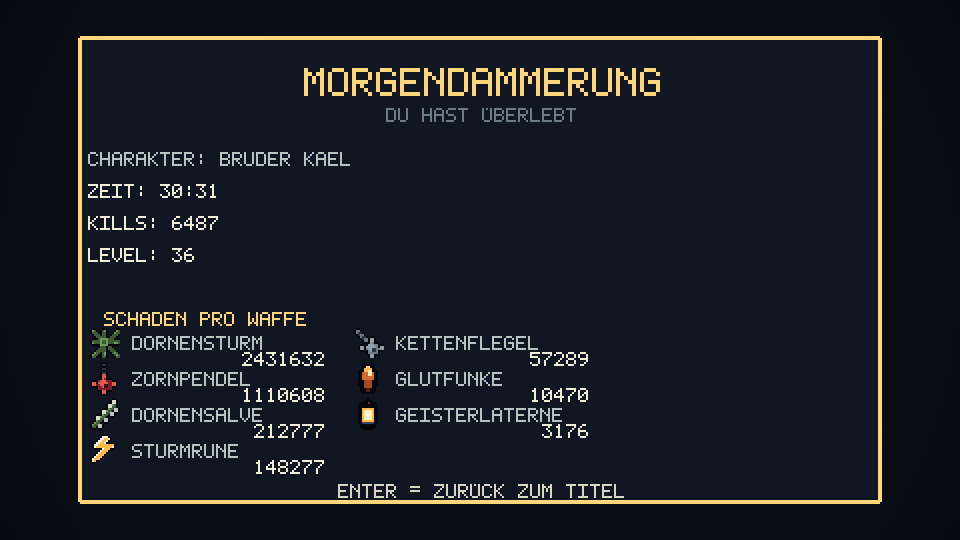 MORGENDAMMERUNG
DU HAST ÜBERLEBT
CHARAKTER: BRUDER KAEL
ZEIT: 30:31
KILLS: 6487
LEVEL: 36
SCHADEN PRO WAFFE
DORNENSTURM
2431632
ZORNPENDEL
1110608
DORNENSALVE
212777
STURMRUNE
148277
KETTENFLEGEL
57289
GLUTFUNKE
10470
GEISTERLATERNE
3176
ENTER = ZURÜCK ZUM TITEL